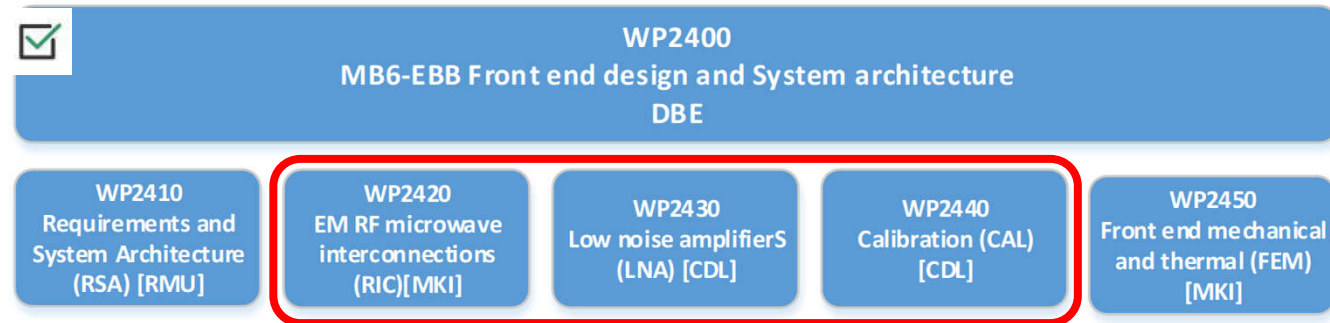 WP2400
MB6-EBB Front end design and System architecture
DBE
WP2410
Requirements and
System Architecture
(RSA) [RMU]
WP2420
EM RF microwave
interconnections
(RIC)[MKI]
WP2430
Low noise amplifierS
(LNA) [CDL]
WP2440
Calibration (CAL)
[CDL]
WP2450
Front end mechanical
and thermal (FEM)
[MKI]